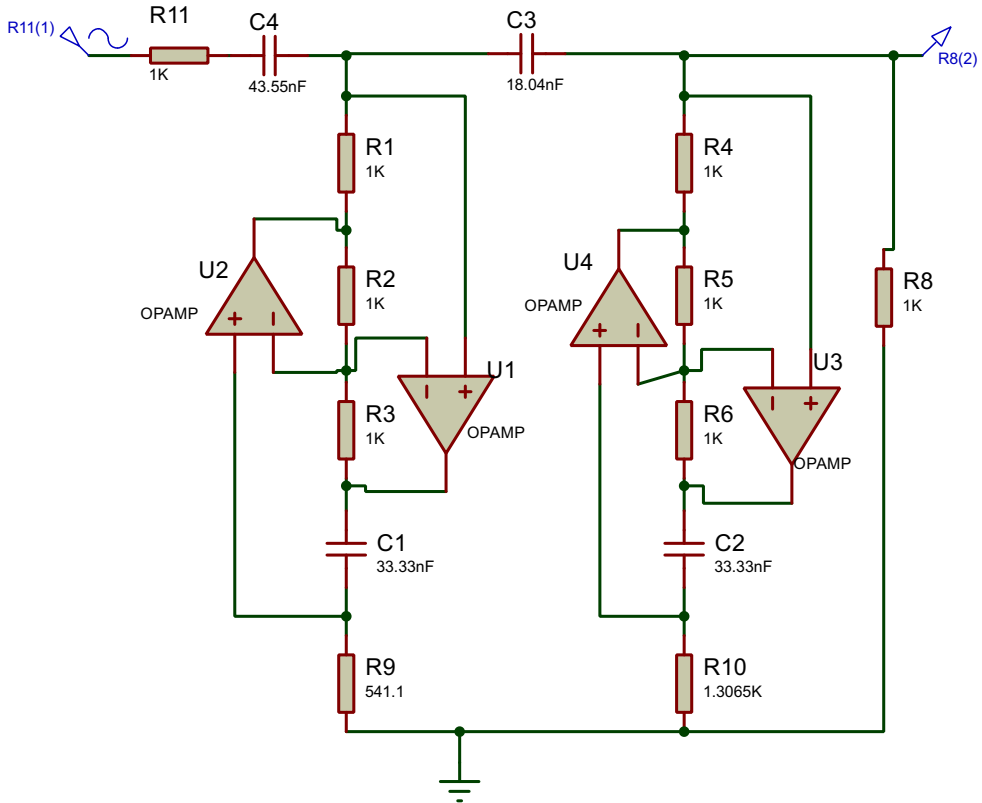 R11(1)
R11
1K
C4
43.55nF
C3
18.04nF
R8(2)
R1
1K
R4
1K
U2
OPAMP
+
−
R2
1K
U4
OPAMP
+
−
R5
1K
R8
1K
U1
OPAMP
−
+
R3
1K
U3
OPAMP
−
+
R6
1K
C1
33.33nF
C2
33.33nF
R9
541.1
R10
1.3065K